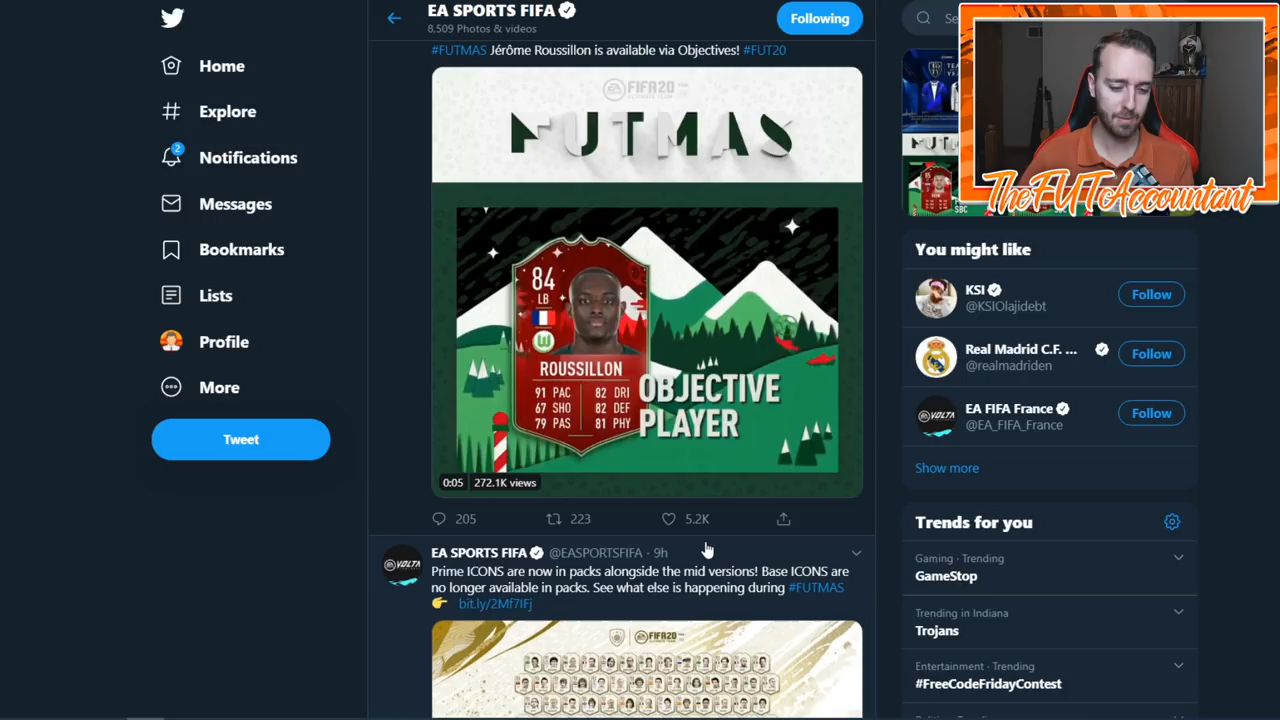 EA SPORTS FIFA
8,509 Photos & videos
Following
Home
Explore
2
Notifications
Messages
Bookmarks
Lists
Profile
More
Tweet
#FUTMAS Jérôme Roussillon is available via Objectives! #FUT20
FIFA20
FUTMAS
84
LB
W
ROUSSILLON
91 PAC 82 DRI
67 SHO 82 DEF
79 PAS 81 PHY
OBJECTIVE
PLAYER
0:05 272.1K views
205 223 5.2K
VOLTA
EA SPORTS FIFA @EASPORTSFIFA · 9h
Prime ICONS are now in packs alongside the mid versions! Base ICONS are
no longer available in packs. See what else is happening during #FUTMAS
👉 bit.ly/2Mf7IFj
FIFA20
Se
TheFUTAccountant
SBC
You might like
KSI
@KSIOlajidebt
Follow
Real Madrid C.F. ...
@realmadriden
Follow
VOLTA
EA FIFA France
@EA_FIFA_France
Follow
Show more
Trends for you
Gaming · Trending
GameStop
Trending in Indiana
Trojans
Entertainment · Trending
#FreeCodeFridayContest